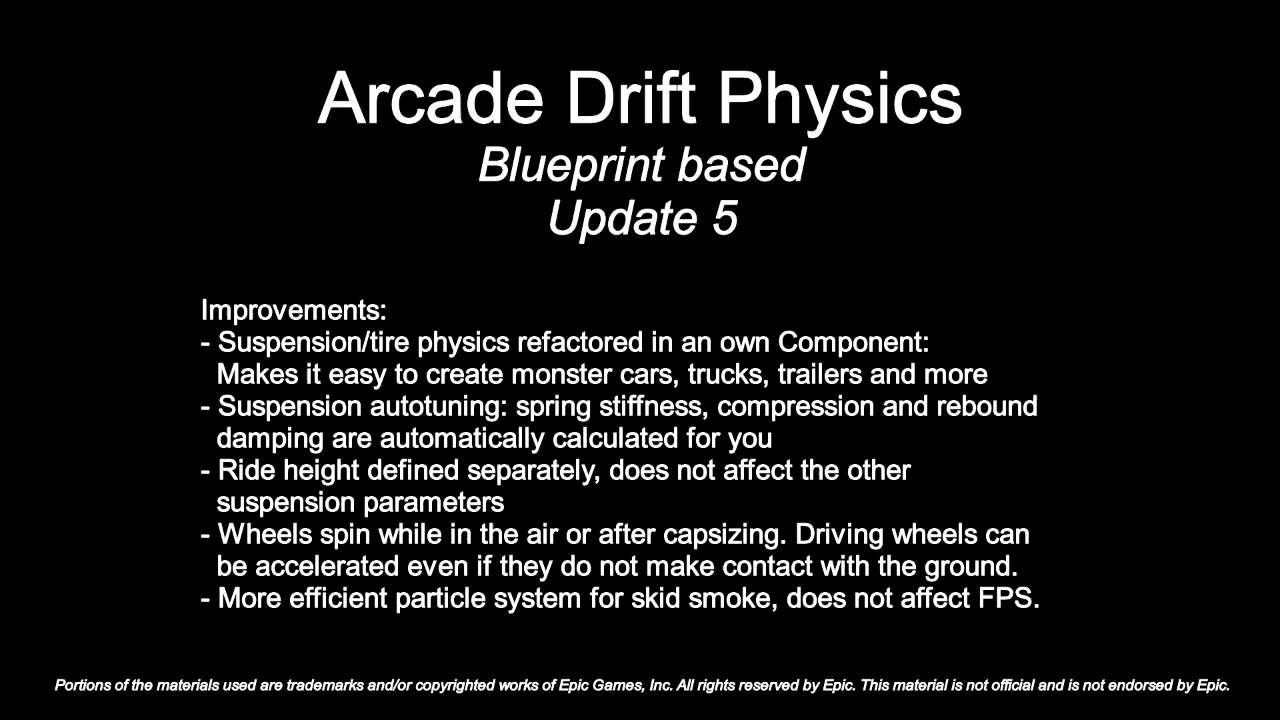 Arcade Drift Physics
Blueprint based
Update 5
Improvements:
- Suspension/tire physics refactored in an own Component:
Makes it easy to create monster cars, trucks, trailers and more
- Suspension autotuning: spring stiffness, compression and rebound
damping are automatically calculated for you
- Ride height defined separately, does not affect the other
suspension parameters
- Wheels spin while in the air or after capsizing. Driving wheels can
be accelerated even if they do not make contact with the ground.
- More efficient particle system for skid smoke, does not affect FPS.
Portions of the materials used are trademarks and/or copyrighted works of Epic Games, Inc. All rights reserved by Epic. This material is not official and is not endorsed by Epic.